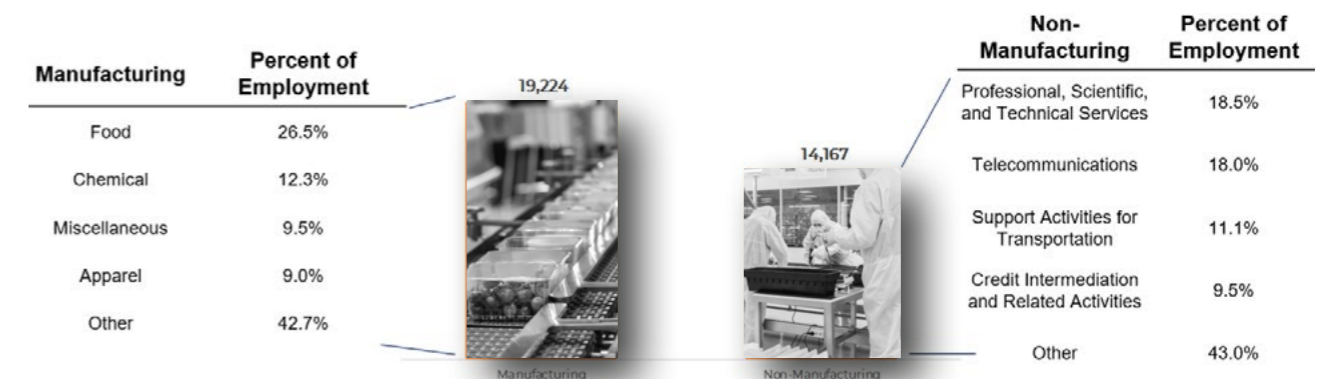 Manufacturing
Percent of
Employment
Food
26.5%
Chemical
12.3%
Miscellaneous
9.5%
Apparel
9.0%
Other
42.7%
19,224
Manufacturing
14,167
Non-Manufacturing
Non-
Manufacturing
Percent of
Employment
Professional, Scientific,
and Technical Services
18.5%
Telecommunications
18.0%
Support Activities for
Transportation
11.1%
Credit Intermediation
and Related Activities
9.5%
Other
43.0%